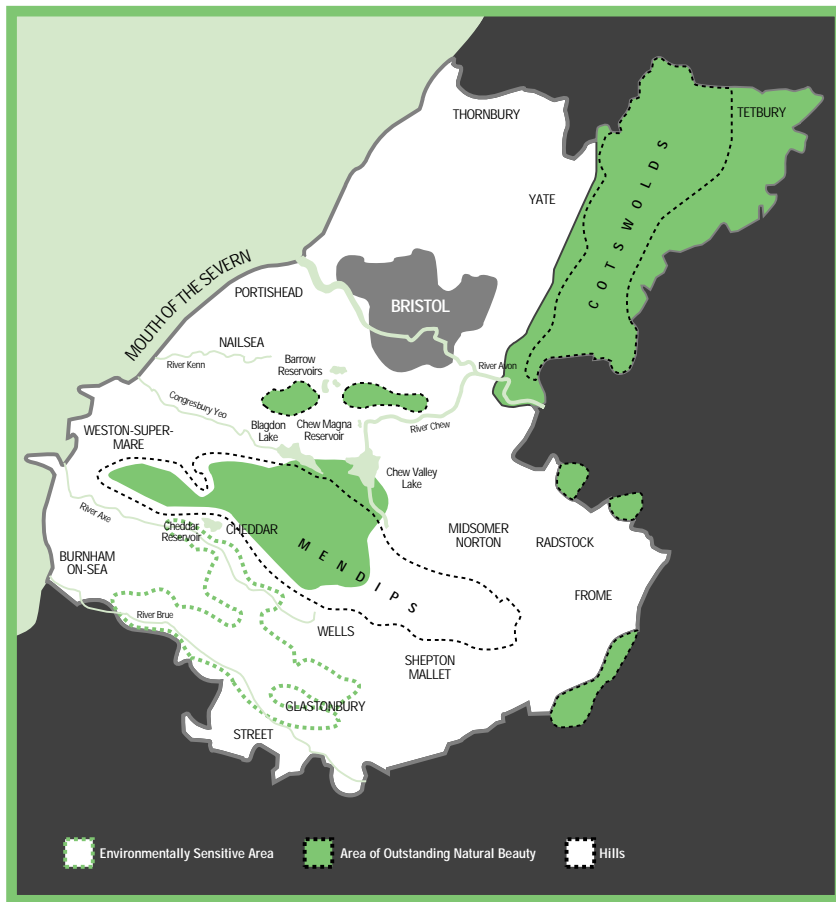 THORNBURY
TETBURY
COTSWOLDS
YATE
MOUTH OF THE SEVERN
PORTISHEAD
BRISTOL
NAILSEA
River Kenn
Barrow
Reservoirs
River Avon
Congresbury Yeo
Blagdon
Lake
Chew Magna
Reservoir
River Chew
WESTON-SUPER-
MARE
Chew Valley
Lake
River Axe
Cheddar
Reservoir
CHEDDAR
MENDIPS
MIDSOMER
NORTON
RADSTOCK
BURNHAM
ON-SEA
FROME
River Brue
WELLS
SHEPTON
MALLET
GLASTONBURY
STREET
Environmentally Sensitive Area
Area of Outstanding Natural Beauty
Hills